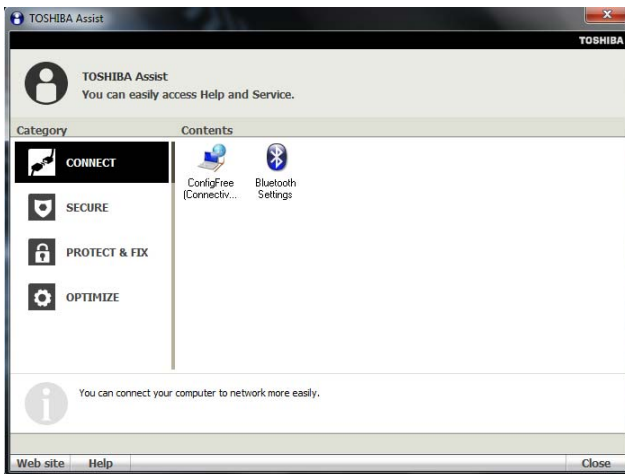 TOSHIBA Assist
TOSHIBA
TOSHIBA Assist
You can easily access Help and Service.
Category
Contents
CONNECT
SECURE
PROTECT & FIX
OPTIMIZE
ConfigFree
(Connectiv...
Bluetooth
Settings
You can connect your computer to network more easily.
Web site
Help
Close